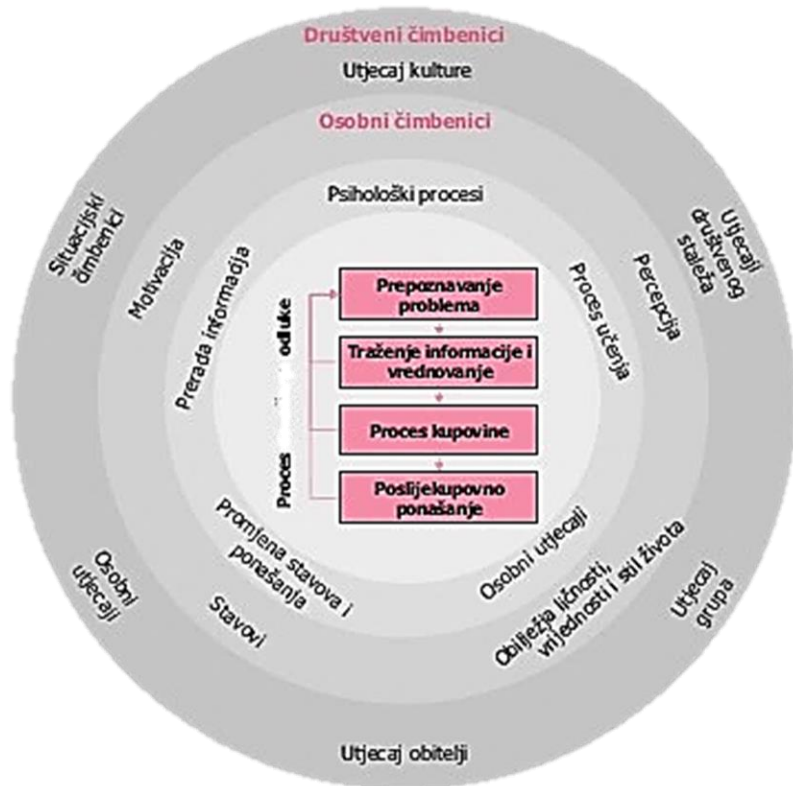 Društveni čimbenici
Utjecaj kulture
Osobni čimbenici
Psihološki procesi
Situacijski
čimbenici
Motivacija
Prerada informadja
Proces
odluke
Prepoznavanje
problema
Traženje informacije i
vrednovanje
Proces kupovine
Poslijekupovno
ponašanje
Proces učenja
Percepcija
Utjecaji
društvenog
staleža
Osobni
utjecaji
Stavovi
Promjena stavova i
ponašanja
Osobni utjecaji
Obilježja ličnosti,
vrijednosti i stil života
Utjecaj
grupa
Utjecaj obitelji